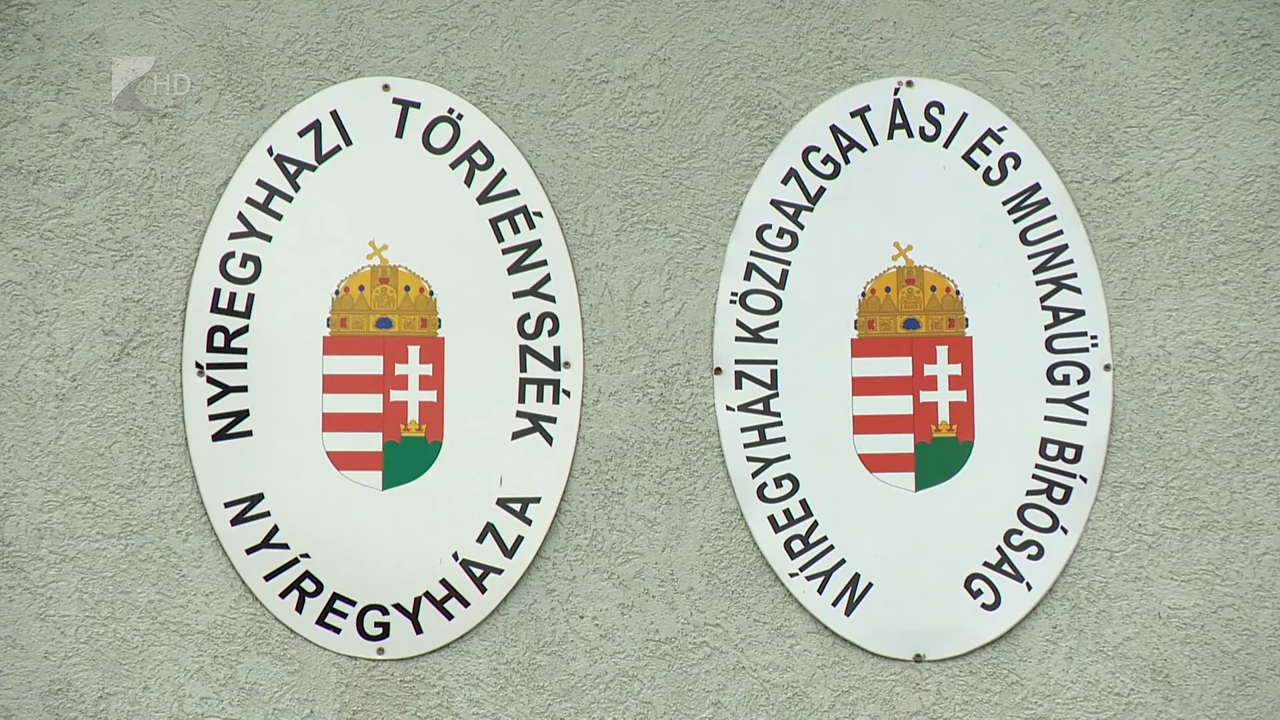 HD
NYÍREGYHÁZI TÖRVÉNYSZÉK
NYÍREGYHÁZA
NYÍREGYHÁZI KÖZIGAZGATÁSI ÉS MUNKAÜGYI BÍRÓSÁG